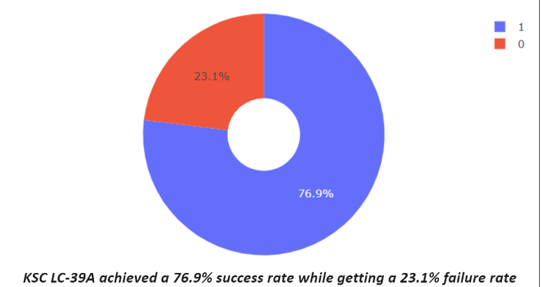 1
0
23.1%
76.9%
KSC LC-39A achieved a 76.9% success rate while getting a 23.1% failure rate